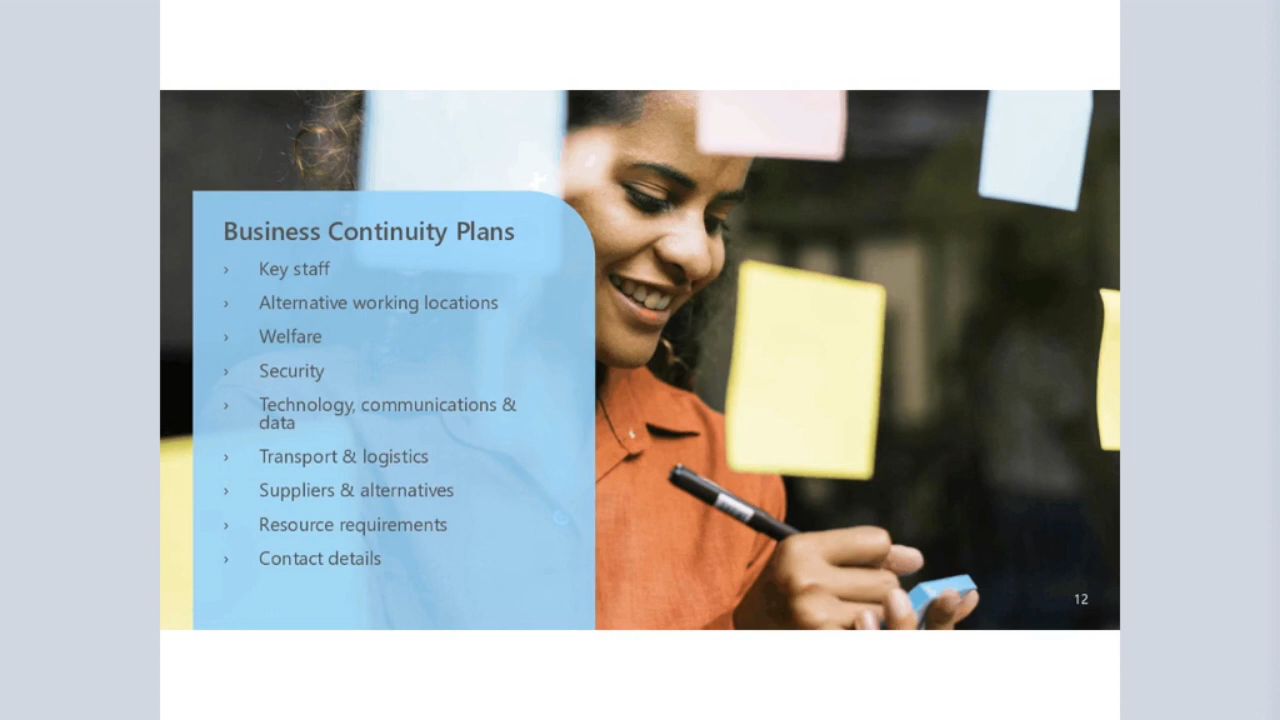 Business Continuity Plans
› Key staff
› Alternative working locations
› Welfare
› Security
› Technology, communications &
data
› Transport & logistics
› Suppliers & alternatives
› Resource requirements
› Contact details
12